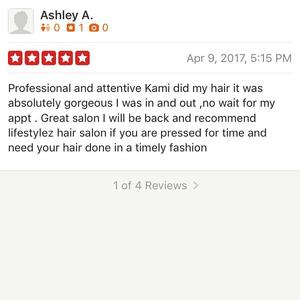 Ashley A.
0 1 0
Apr 9, 2017, 5:15 PM
Professional and attentive Kami did my hair it was
absolutely gorgeous I was in and out ,no wait for my
appt . Great salon I will be back and recommend
lifestylez hair salon if you are pressed for time and
need your hair done in a timely fashion
1 of 4 Reviews